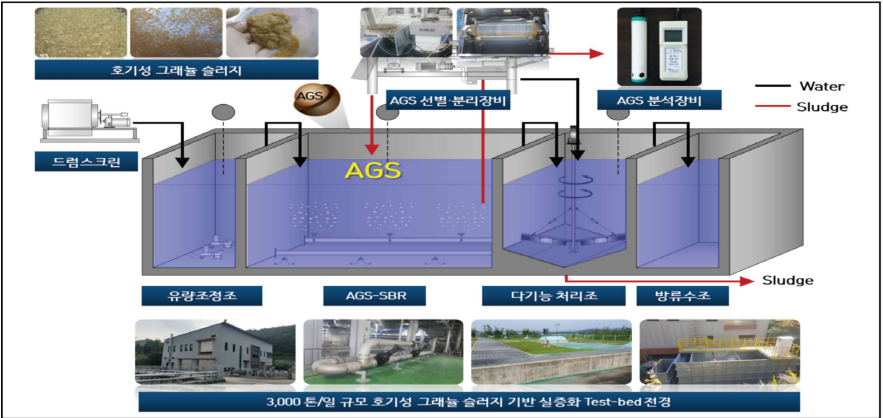 호기성 그래뉼 슬러지
AGS 선별·분리장비
AGS 분석장비
Water
Sludge
드럼스크린
AGS
AGS
Sludge
유량조정조
AGS-SBR
다기능 처리조
방류수조
3,000 톤/일 규모 호기성 그래뉼 슬러지 기반 실증화 Test-bed 전경